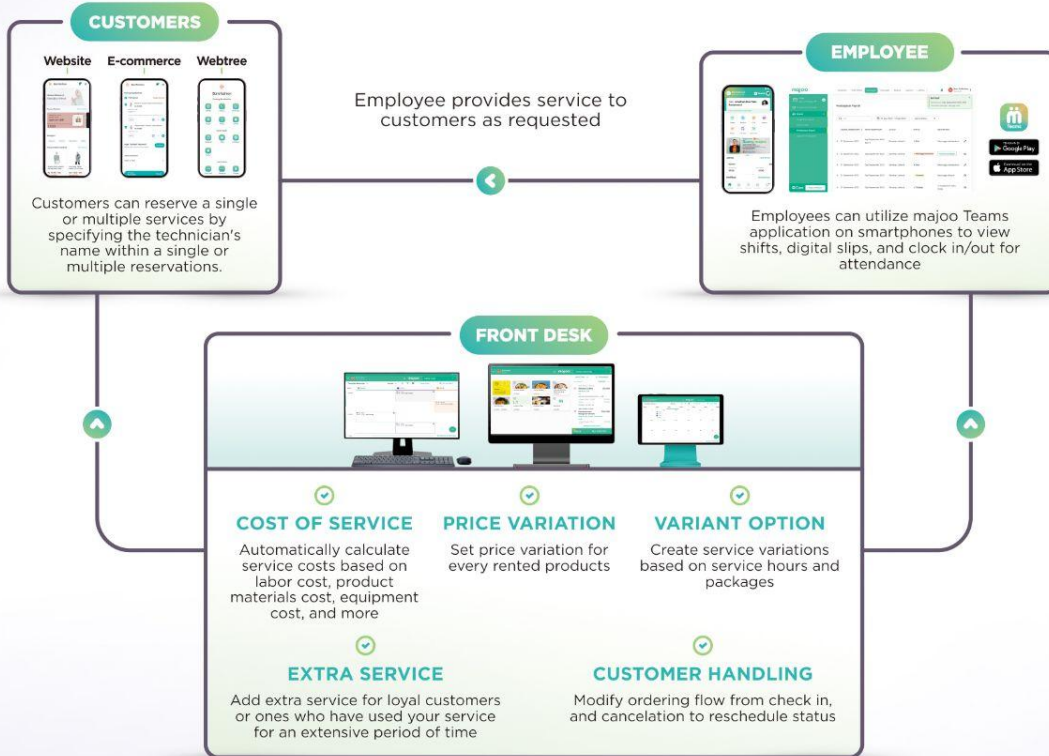 CUSTOMERS
Website
E-commerce
Webtree
Customers can reserve a single
or multiple services by
specifying the technician's
name within a single or
multiple reservations.
Employee provides service to
customers as requested
EMPLOYEE
teams
Google Play
App Store
Employees can utilize majoo Teams
application on smartphones to view
shifts, digital slips, and clock in/out for
attendance
FRONT DESK
COST OF SERVICE
Automatically calculate
service costs based on
labor cost, product
materials cost, equipment
cost, and more
PRICE VARIATION
Set price variation for
every rented products
VARIANT OPTION
Create service variations
based on service hours and
packages
EXTRA SERVICE
Add extra service for loyal customers
or ones who have used your service
for an extensive period of time
CUSTOMER HANDLING
Modify ordering flow from check in,
and cancelation to reschedule status